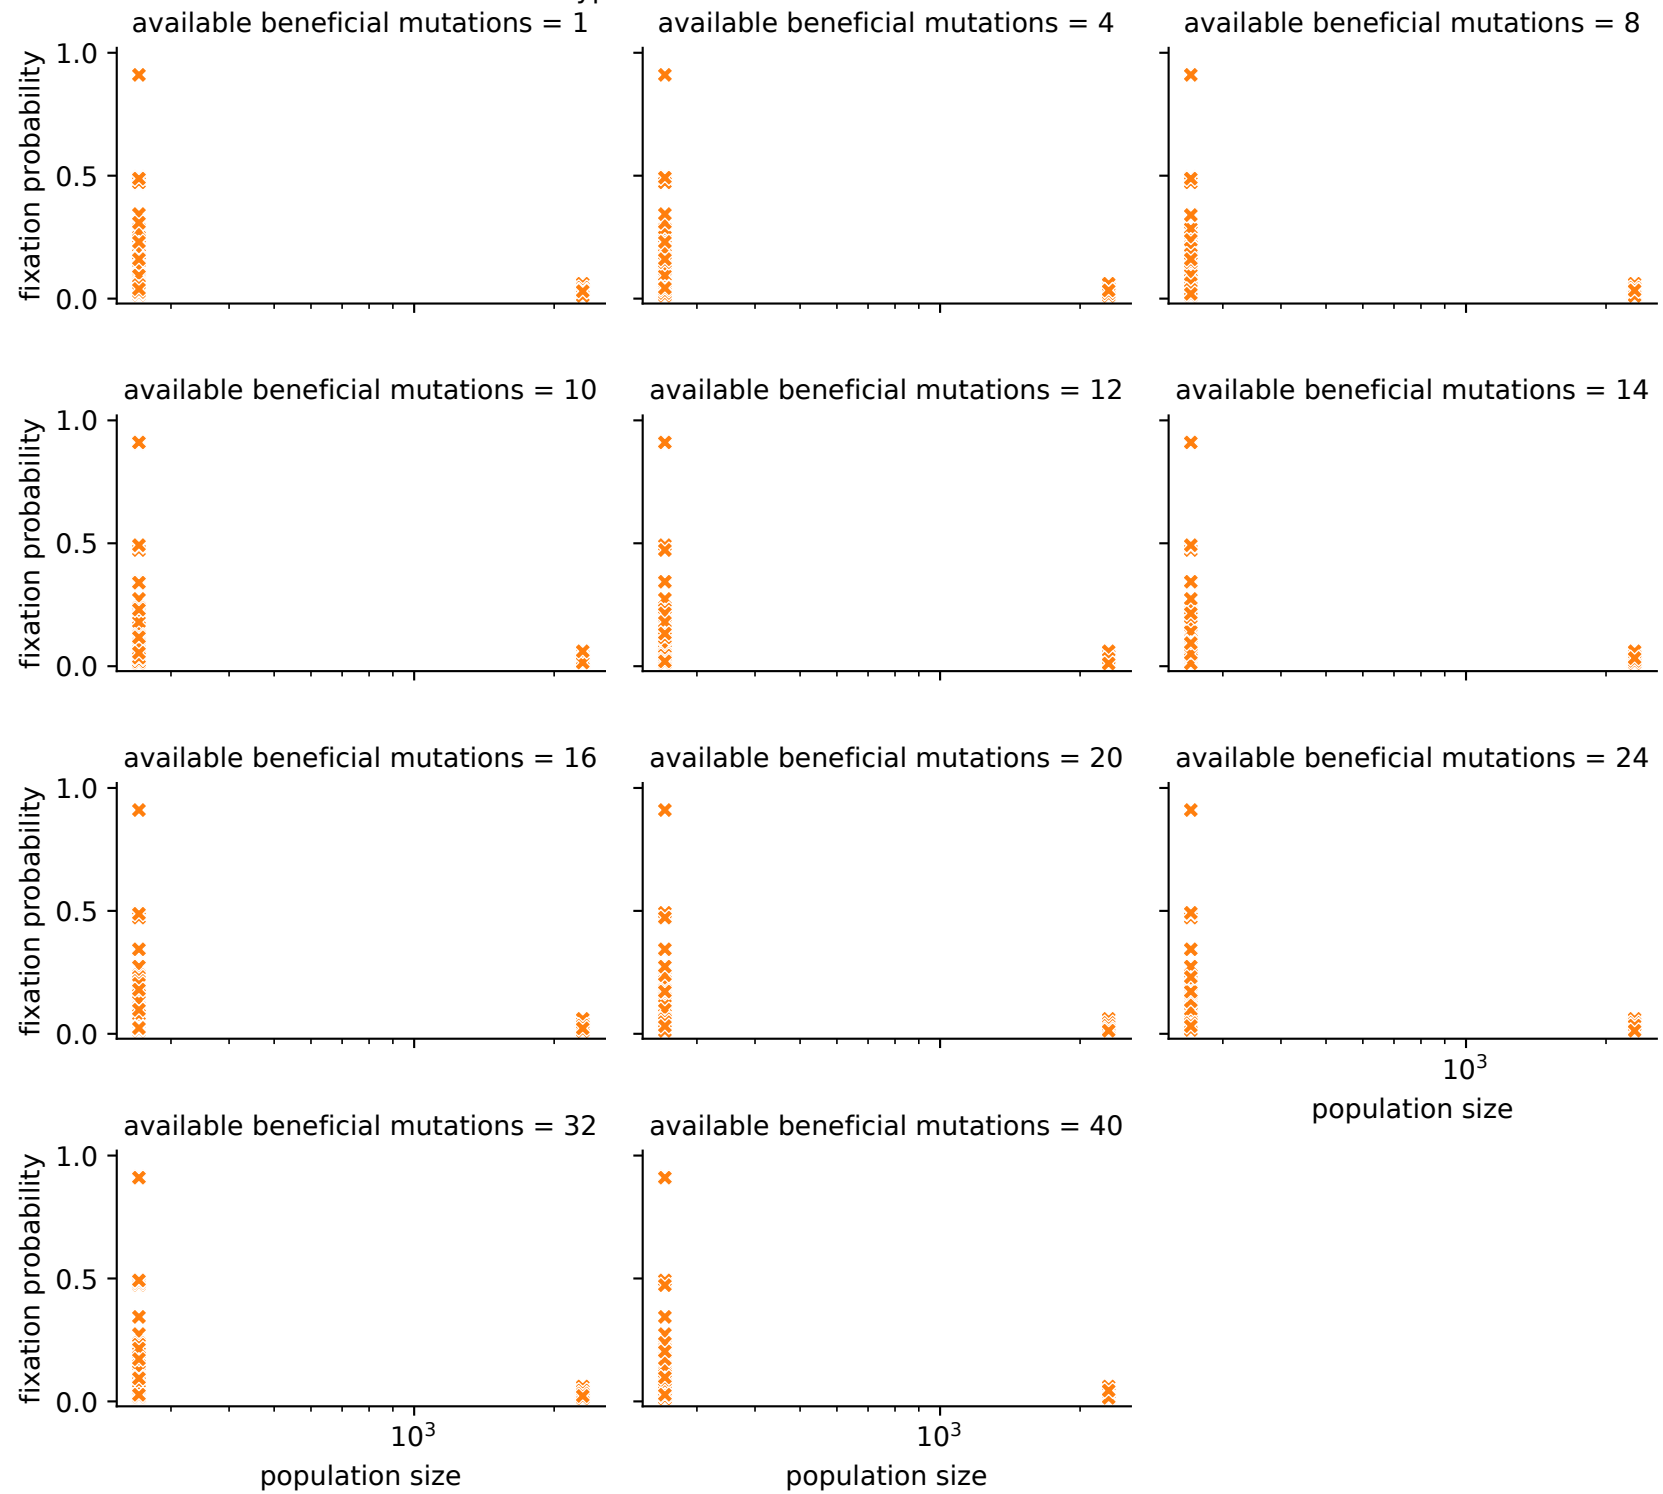 available beneficial mutations = 1
available beneficial mutations = 4
available beneficial mutations = 8
1.0
0.5
0.0
fixation probability
available beneficial mutations = 10
available beneficial mutations = 12
available beneficial mutations = 14
1.0
0.5
0.0
fixation probability
available beneficial mutations = 16
available beneficial mutations = 20
available beneficial mutations = 24
1.0
0.5
0.0
fixation probability
10³
population size
available beneficial mutations = 32
available beneficial mutations = 40
1.0
0.5
0.0
fixation probability
10³
10³
population size
population size